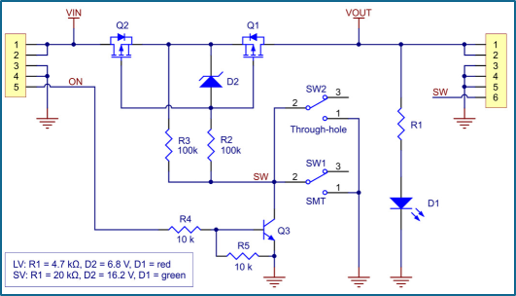 VIN
VOUT
Q2
Q1
1
2
3
4
5
1
2
3
4
5
6
ON
D2
SW
SW2
3
2
1
Through-hole
R3
100k
R2
100k
R1
SW
SW1
3
2
1
SMT
D1
R4
10 k
Q3
R5
10 k
LV: R1 = 4.7 kΩ, D2 = 6.8 V, D1 = red
SV: R1 = 20 kΩ, D2 = 16.2 V, D1 = green